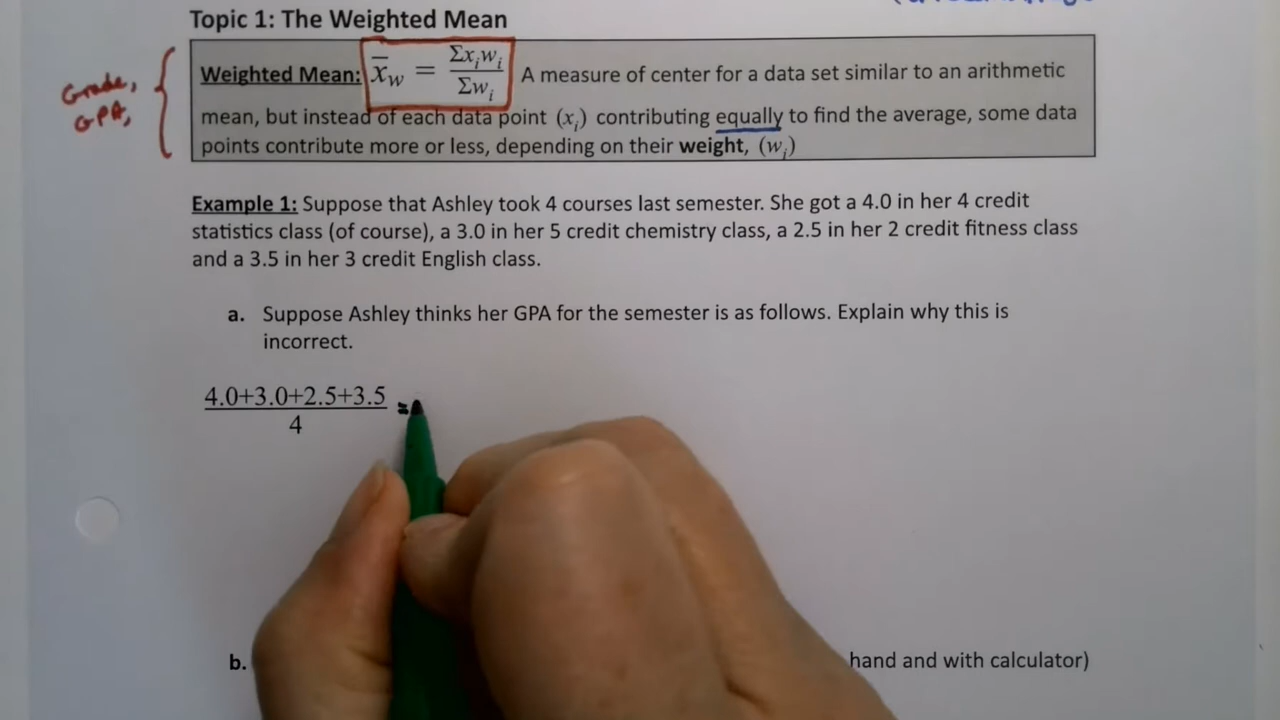 Topic 1: The Weighted Mean
Grade,
GPA,
Weighted Mean: x̄w = Σxᵢwᵢ / Σwᵢ A measure of center for a data set similar to an arithmetic
mean, but instead of each data point (xᵢ) contributing equally to find the average, some data
points contribute more or less, depending on their weight, (wᵢ)
Example 1: Suppose that Ashley took 4 courses last semester. She got a 4.0 in her 4 credit
statistics class (of course), a 3.0 in her 5 credit chemistry class, a 2.5 in her 2 credit fitness class
and a 3.5 in her 3 credit English class.
a. Suppose Ashley thinks her GPA for the semester is as follows. Explain why this is
incorrect.
4.0+3.0+2.5+3.5
4
=
b. hand and with calculator)